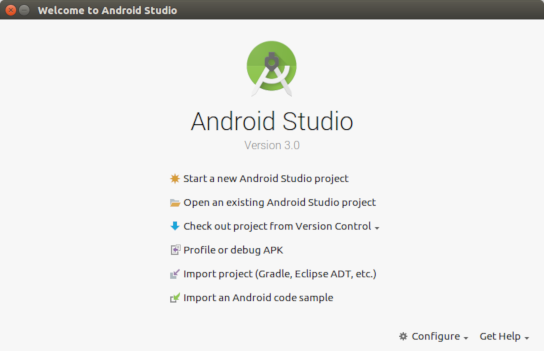 Welcome to Android Studio
Android Studio
Version 3.0
Start a new Android Studio project
Open an existing Android Studio project
Check out project from Version Control
Profile or debug APK
Import project (Gradle, Eclipse ADT, etc.)
Import an Android code sample
Configure Get Help